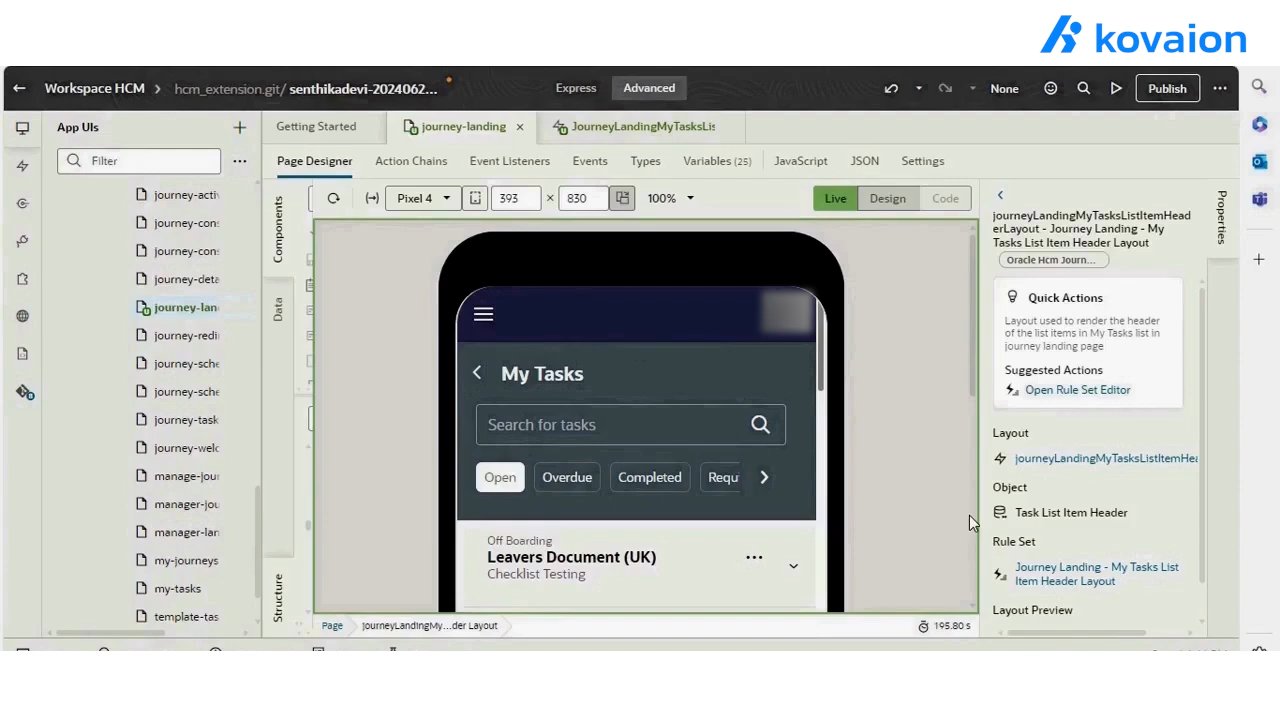 kovaion
Workspace HCM > hcm_extension.git/ senthikadevi-2024062...
Express
Advanced
None
Publish
App UIs
Getting Started
journey-landing
JourneyLandingMyTasksLis
Filter
Page Designer
Action Chains
Event Listeners
Events
Types
Variables (25)
JavaScript
JSON
Settings
journey-activ
journey-con
journey-con
journey-deta
journey-lan
journey-redi
journey-sche
journey-sche
journey-task
journey-welc
manage-jour
manager-jou
manager-lan
my-journeys
my-tasks
template-tas
Components
Data
Structure
Pixel 4
393 × 830
100%
Live
Design
Code
My Tasks
Search for tasks
Open
Overdue
Completed
Requ
Off Boarding
Leavers Document (UK)
Checklist Testing
Page
journeyLandingMy...der Layout
195.80 s
journeyLandingMyTasksListItemHead
erLayout - Journey Landing - My
Tasks List Item Header Layout
Oracle Hcm Journ...
Quick Actions
Layout used to render the header
of the list items in My Tasks list in
journey landing page
Suggested Actions
Open Rule Set Editor
Layout
journeyLandingMyTasksListItemHea
Object
Task List Item Header
Rule Set
Journey Landing - My Tasks List
Item Header Layout
Layout Preview
Properties